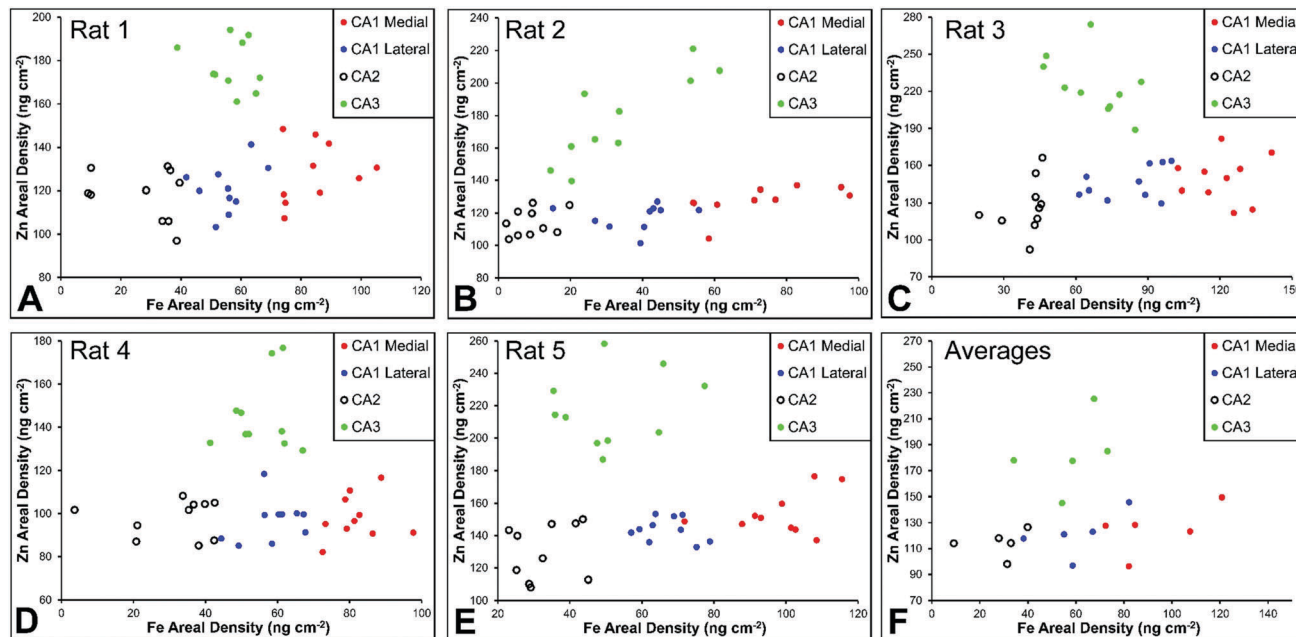 Rat 1
Zn Areal Density (ng cm⁻²)
200
180
160
140
120
100
80
0 20 40 60 80 100 120
Fe Areal Density (ng cm⁻²)
CA1 Medial
CA1 Lateral
CA2
CA3
A
Rat 2
Zn Areal Density (ng cm⁻²)
240
220
200
180
160
140
120
100
80
60
0 20 40 60 80 100
Fe Areal Density (ng cm⁻²)
CA1 Medial
CA1 Lateral
CA2
CA3
B
Rat 3
Zn Areal Density (ng cm⁻²)
280
250
220
190
160
130
100
70
0 30 60 90 120 150
Fe Areal Density (ng cm⁻²)
CA1 Medial
CA1 Lateral
CA2
CA3
C
Rat 4
Zn Areal Density (ng cm⁻²)
180
160
140
120
100
80
60
0 20 40 60 80 100
Fe Areal Density (ng cm⁻²)
CA1 Medial
CA1 Lateral
CA2
CA3
D
Rat 5
Zn Areal Density (ng cm⁻²)
260
240
220
200
180
160
140
120
100
0 20 40 60 80 100 120
Fe Areal Density (ng cm⁻²)
CA1 Medial
CA1 Lateral
CA2
CA3
E
Averages
Zn Areal Density (ng cm⁻²)
270
250
230
210
190
170
150
130
110
90
70
0 20 40 60 80 100 120 140
Fe Areal Density (ng cm⁻²)
CA1 Media
CA1 Latera
CA2
CA3
F